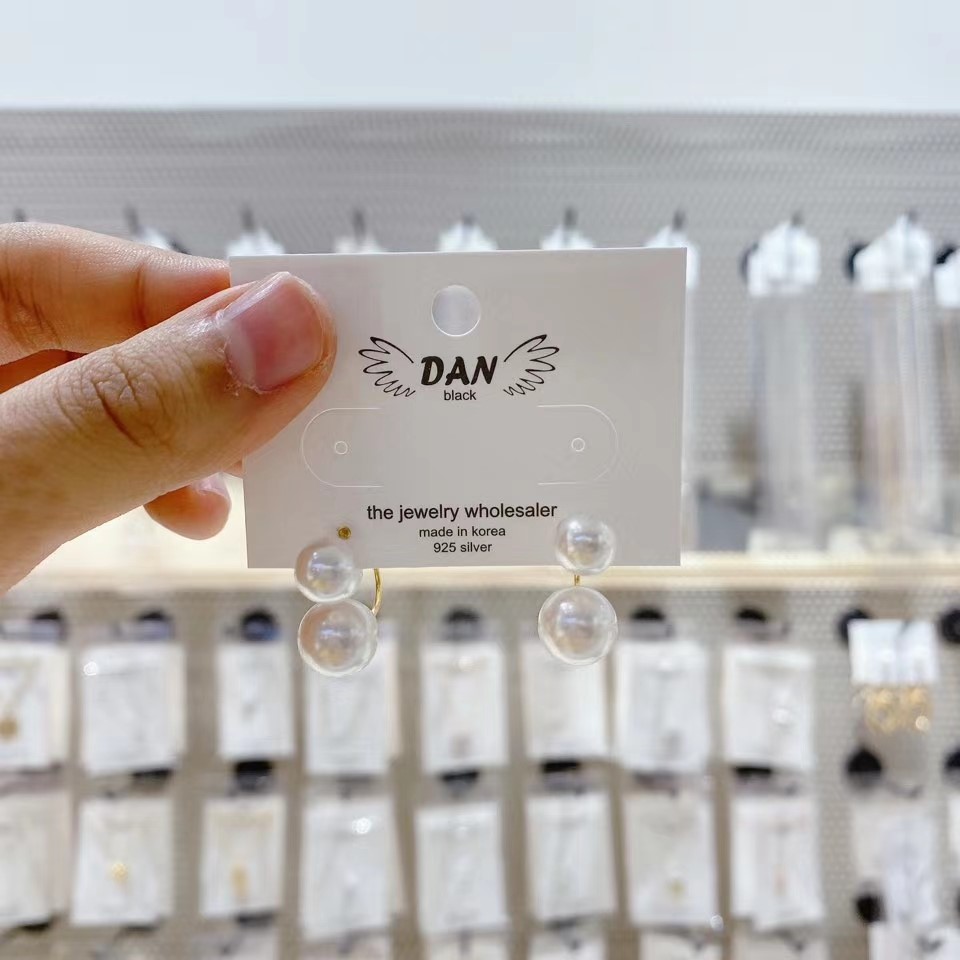 DAN
black
the jewelry wholesaler
made in korea
925 silver